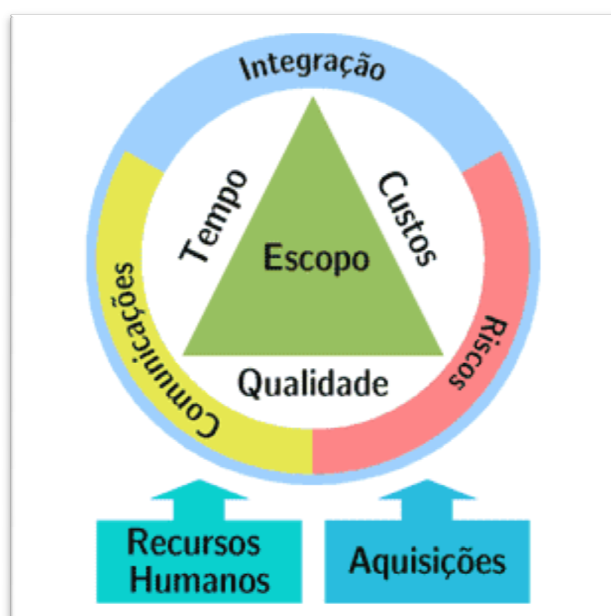 Integração
Tempo
Custos
Escopo
Comunicações
Riscos
Qualidade
Recursos
Humanos
Aquisições